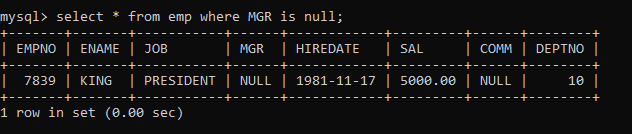 mysql> select * from emp where MGR is null;
+-------+-------+-----------+------+------------+---------+------+--------+
| EMPNO | ENAME | JOB       | MGR  | HIREDATE   | SAL     | COMM | DEPTNO |
+-------+-------+-----------+------+------------+---------+------+--------+
|  7839 | KING  | PRESIDENT | NULL | 1981-11-17 | 5000.00 | NULL |     10 |
+-------+-------+-----------+------+------------+---------+------+--------+
1 row in set (0.00 sec)